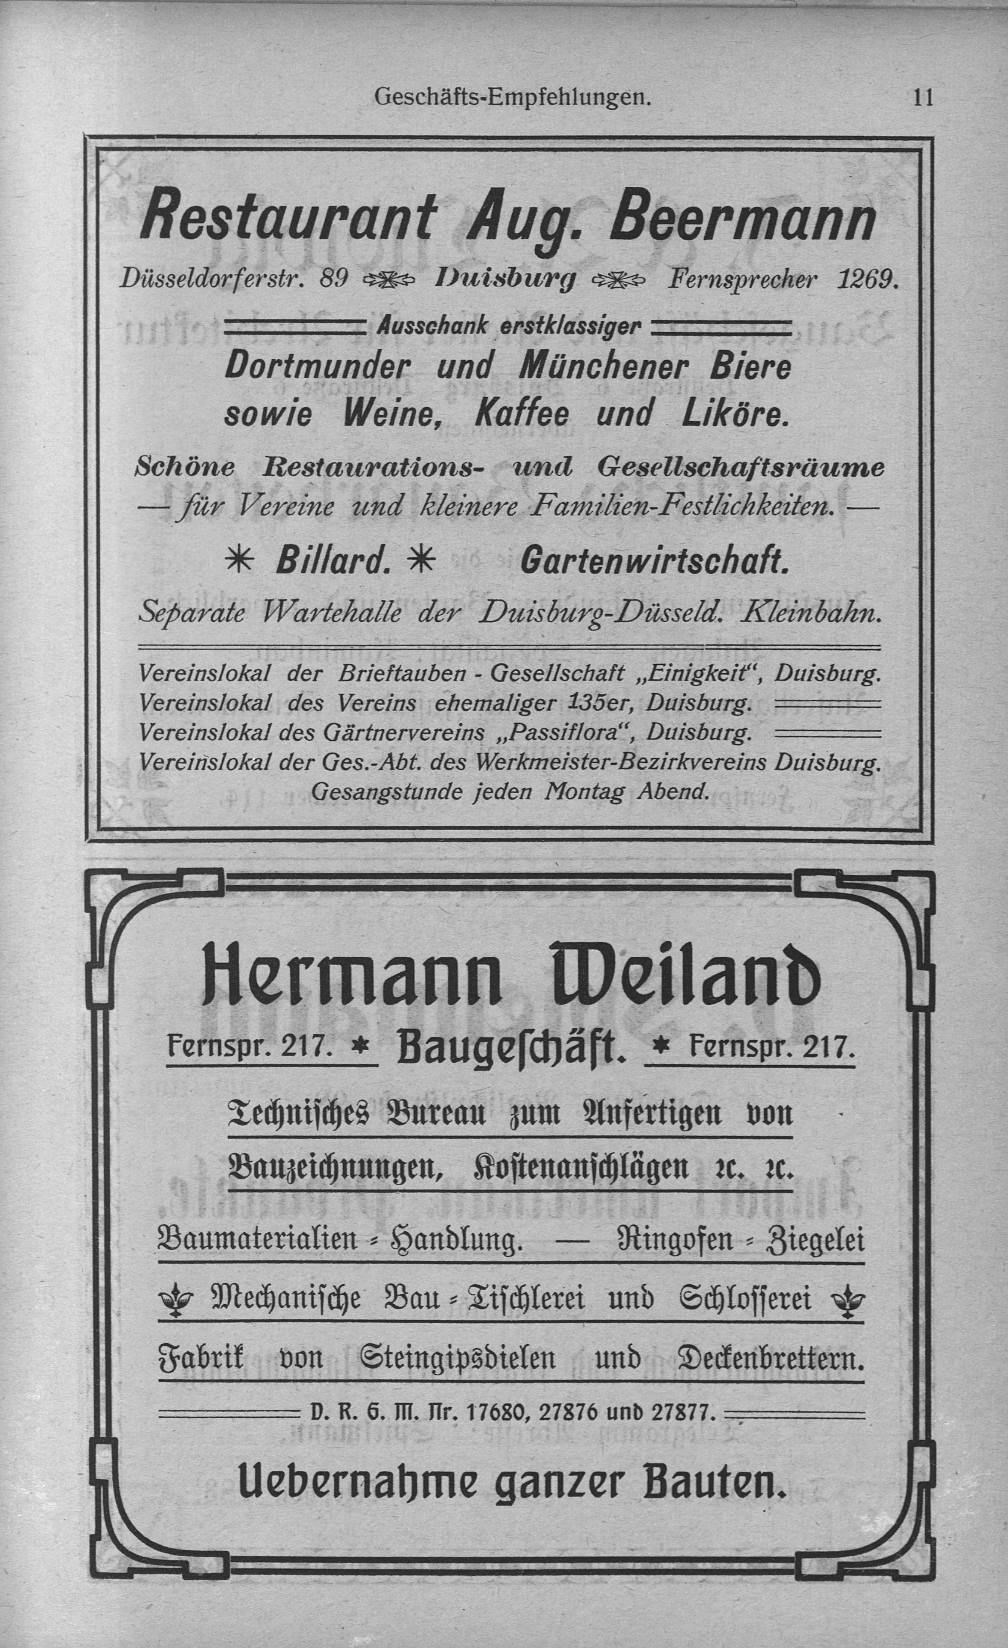 Geschäfts-Empfehlungen. 11
Restaurant Aug. Beermann
Düsseldorferstr. 89 Duisburg Fernsprecher 1269.
Ausschank erstklassiger
Dortmunder und Münchener Biere
sowie Weine, Kaffee und Liköre.
Schöne Restaurations- und Gesellschaftsräume
— für Vereine und kleinere Familien-Festlichkeiten. —
✳ Billard. ✳ Gartenwirtschaft.
Separate Wartehalle der Duisburg-Düsseld. Kleinbahn.
Vereinslokal der Brieftauben - Gesellschaft „Einigkeit“, Duisburg.
Vereinslokal des Vereins ehemaliger 135er, Duisburg.
Vereinslokal des Gärtnervereins „Passiflora“, Duisburg.
Vereinslokal der Ges.-Abt. des Werkmeister-Bezirkvereins Duisburg.
Gesangstunde jeden Montag Abend.
Hermann Weiland
Fernspr. 217. * Baugeſchäft. * Fernspr. 217.
Techniſches Bureau zum Anfertigen von
Bauzeichnungen, Koſtenanſchlägen ꝛc. ꝛc.
Baumaterialien-Handlung. — Ringofen-Ziegelei
Mechaniſche Bau-Tiſchlerei und Schloſſerei
Fabrik von Steingipsdielen und Deckenbrettern.
D. R. G. M. Nr. 17680, 27876 und 27877.
Uebernahme ganzer Bauten.